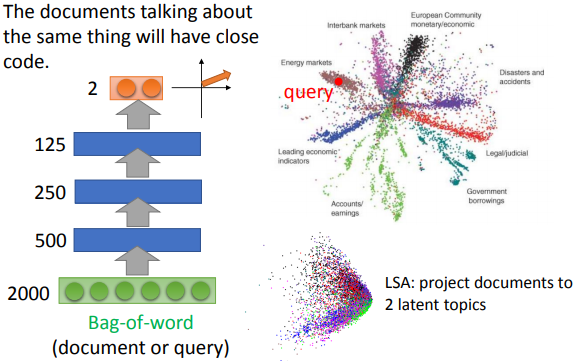 The documents talking about
the same thing will have close
code.
2
125
250
500
2000
Bag-of-word
(document or query)
European Community
monetary/economic
Interbank markets
Energy markets
query
Disasters and
accidents
Leading economic
indicators
Legal/judicial
Government
borrowings
Accounts/
earnings
LSA: project documents to
2 latent topics